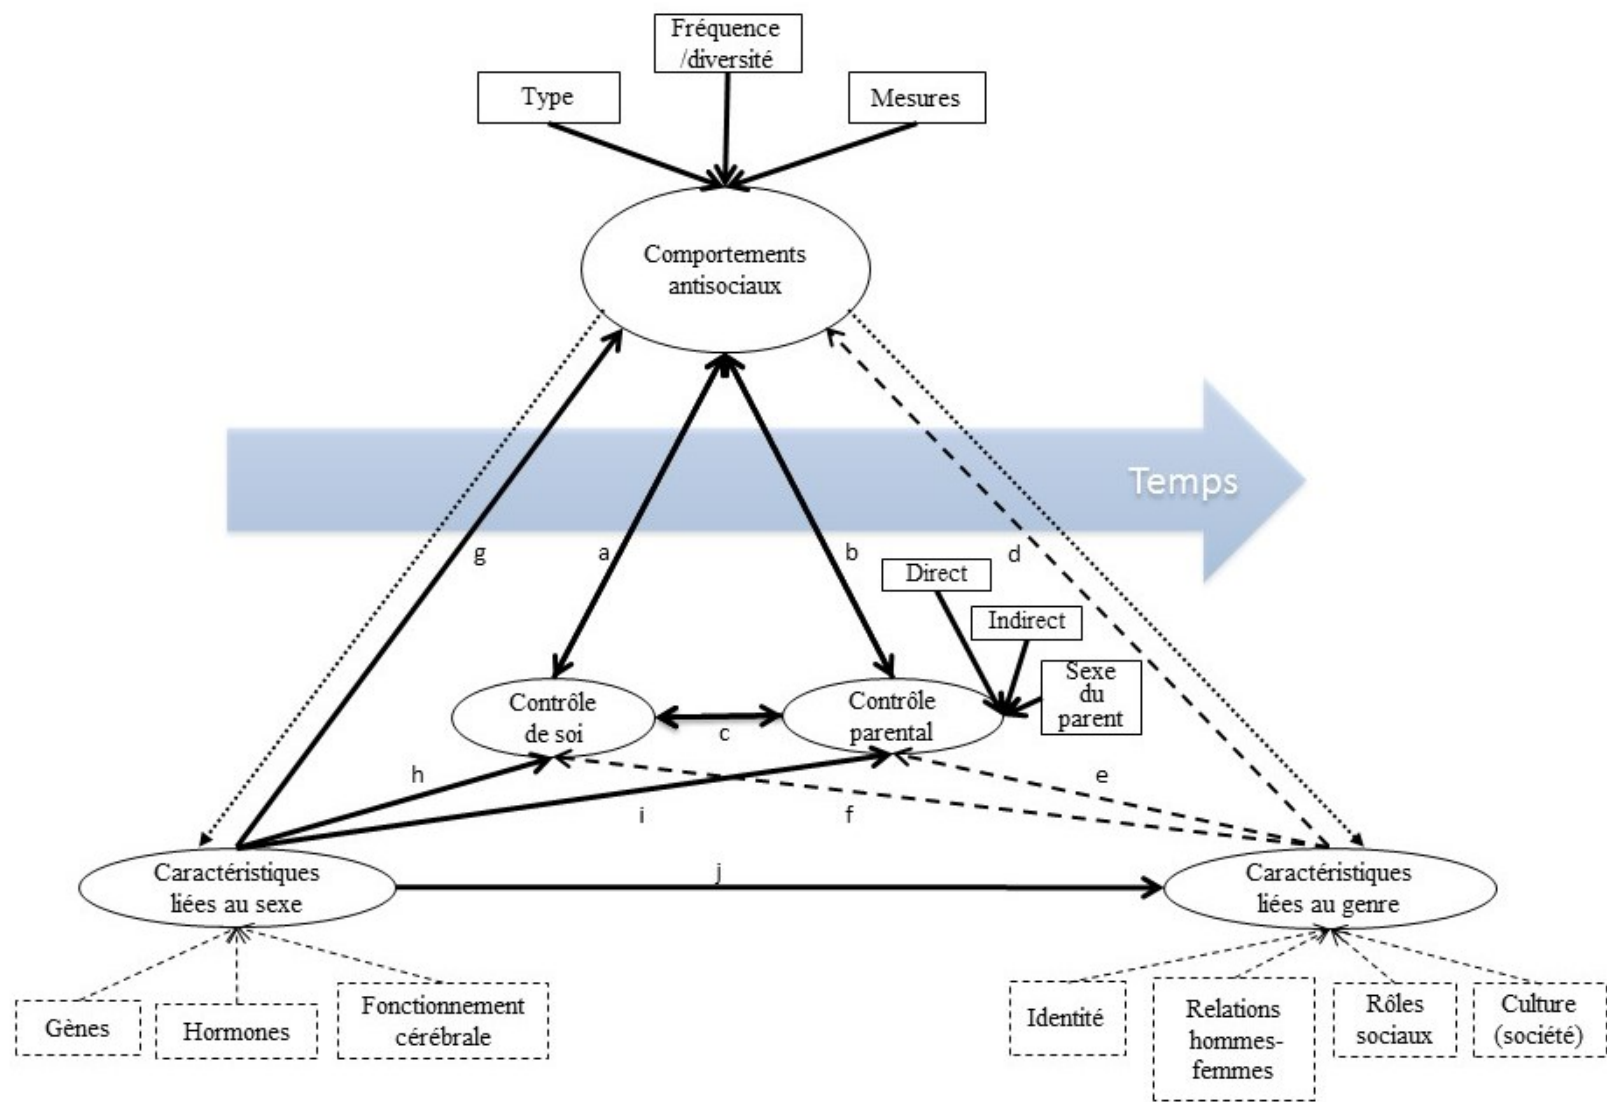 Fréquence
/diversité
Type
Mesures
Comportements
antisociaux
Temps
g
a
b
d
Direct
Indirect
Sexe
du
parent
Contrôle
de soi
Contrôle
parental
c
h
e
i
f
Caractéristiques
liées au sexe
j
Caractéristiques
liées au genre
Gènes
Hormones
Fonctionnement
cérébrale
Identité
Relations
hommes-
femmes
Rôles
sociaux
Culture
(société)